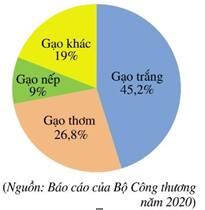 Gạo khác
19%
Gạo nếp
9%
Gạo trắng
45,2%
Gạo thơm
26,8%
(Nguồn: Báo cáo của Bộ Công thương
năm 2020)